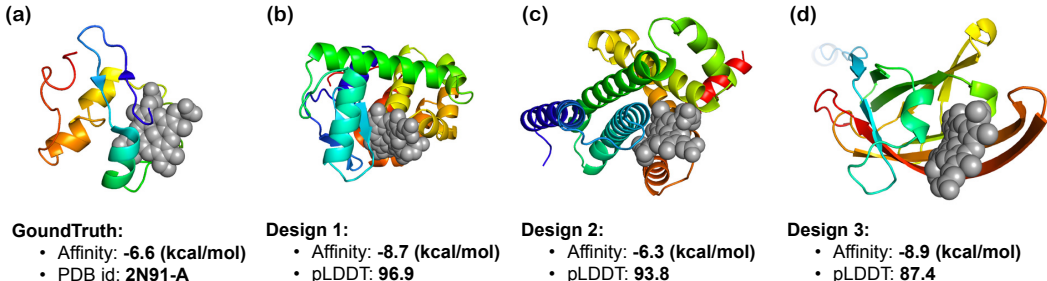 (a)
(b)
(c)
(d)
GoundTruth:
• Affinity: -6.6 (kcal/mol)
• PDB id: 2N91-A
Design 1:
• Affinity: -8.7 (kcal/mol)
• pLDDT: 96.9
Design 2:
• Affinity: -6.3 (kcal/mol)
• pLDDT: 93.8
Design 3:
• Affinity: -8.9 (kcal/mol)
• pLDDT: 87.4